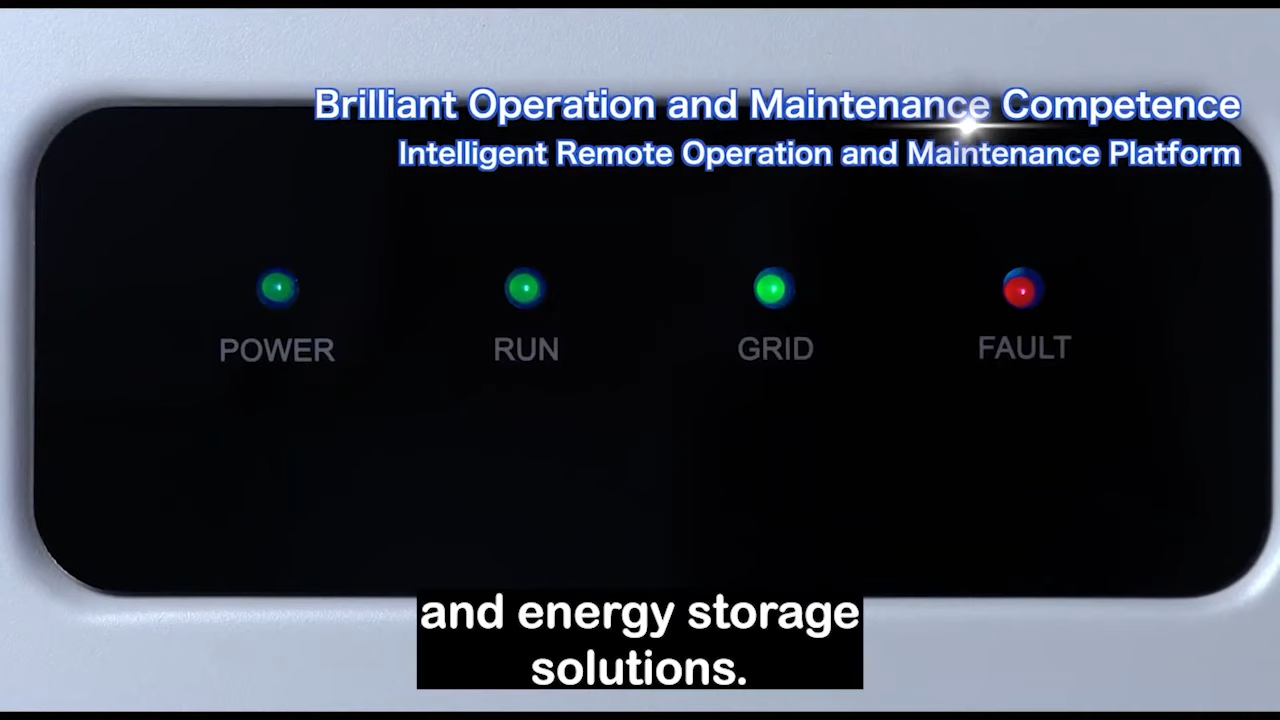 Brilliant Operation and Maintenance Competence
Intelligent Remote Operation and Maintenance Platform
POWER RUN GRID FAULT
and energy storage
solutions.